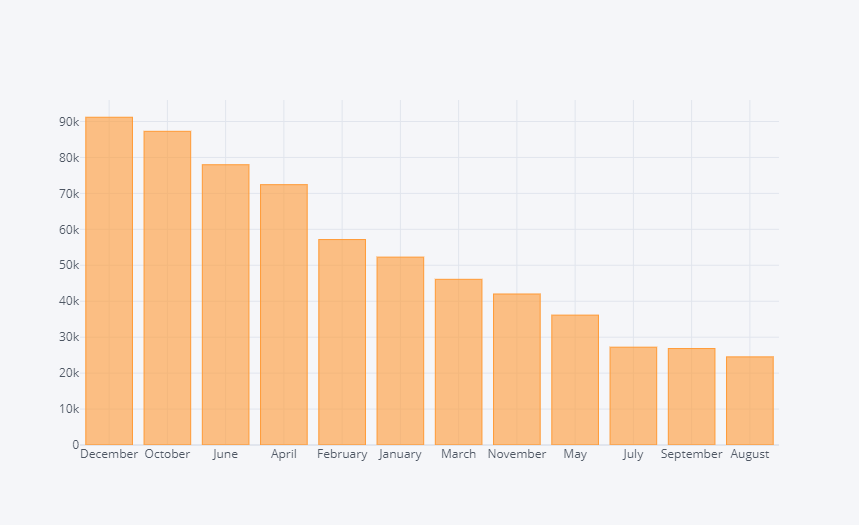 90k
80k
70k
60k
50k
40k
30k
20k
10k
0
December October June April February January March November May July September August